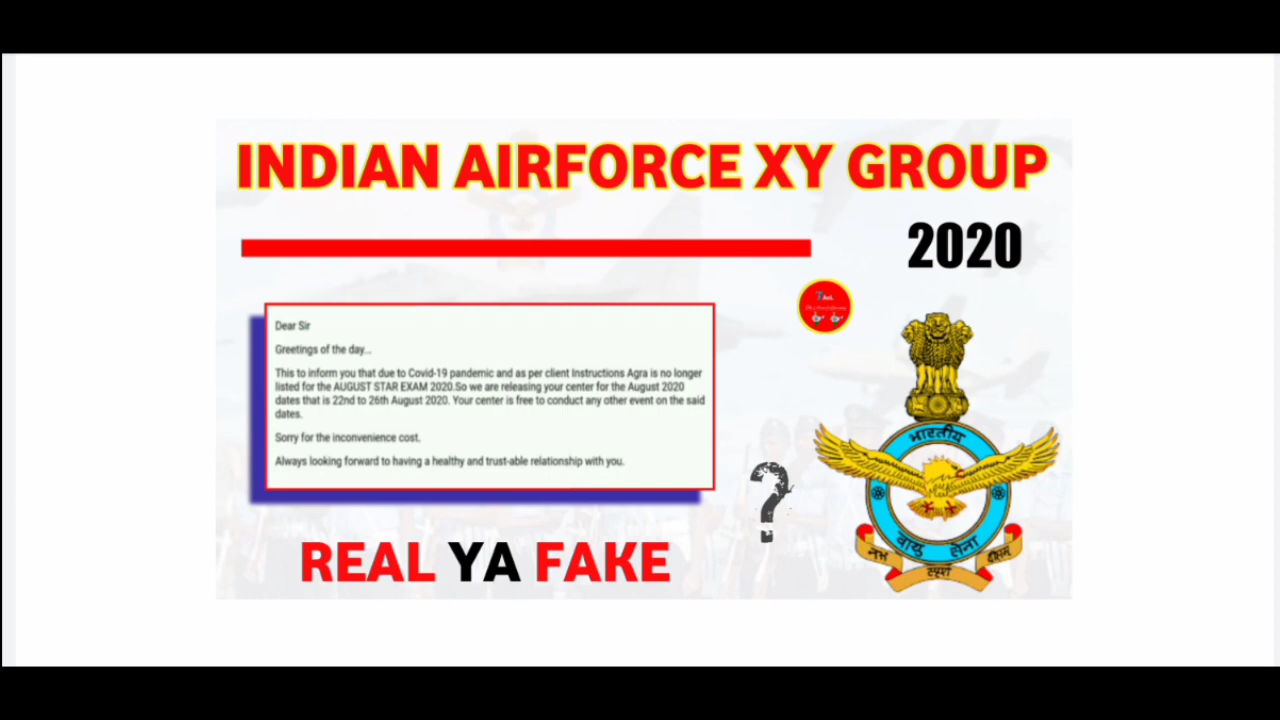 INDIAN AIRFORCE XY GROUP
2020
Dear Sir
Greetings of the day...
This to inform you that due to Covid-19 pandemic and as per client Instructions Agra is no longer
listed for the AUGUST STAR EXAM 2020.So we are releasing your center for the August 2020
dates that is 22nd to 26th August 2020. Your center is free to conduct any other event on the said
dates.
Sorry for the inconvenience cost.
Always looking forward to having a healthy and trust-able relationship with you.
?
REAL YA FAKE
भारतीय
वायु सेना
नभः स्पृशं दीप्तम्